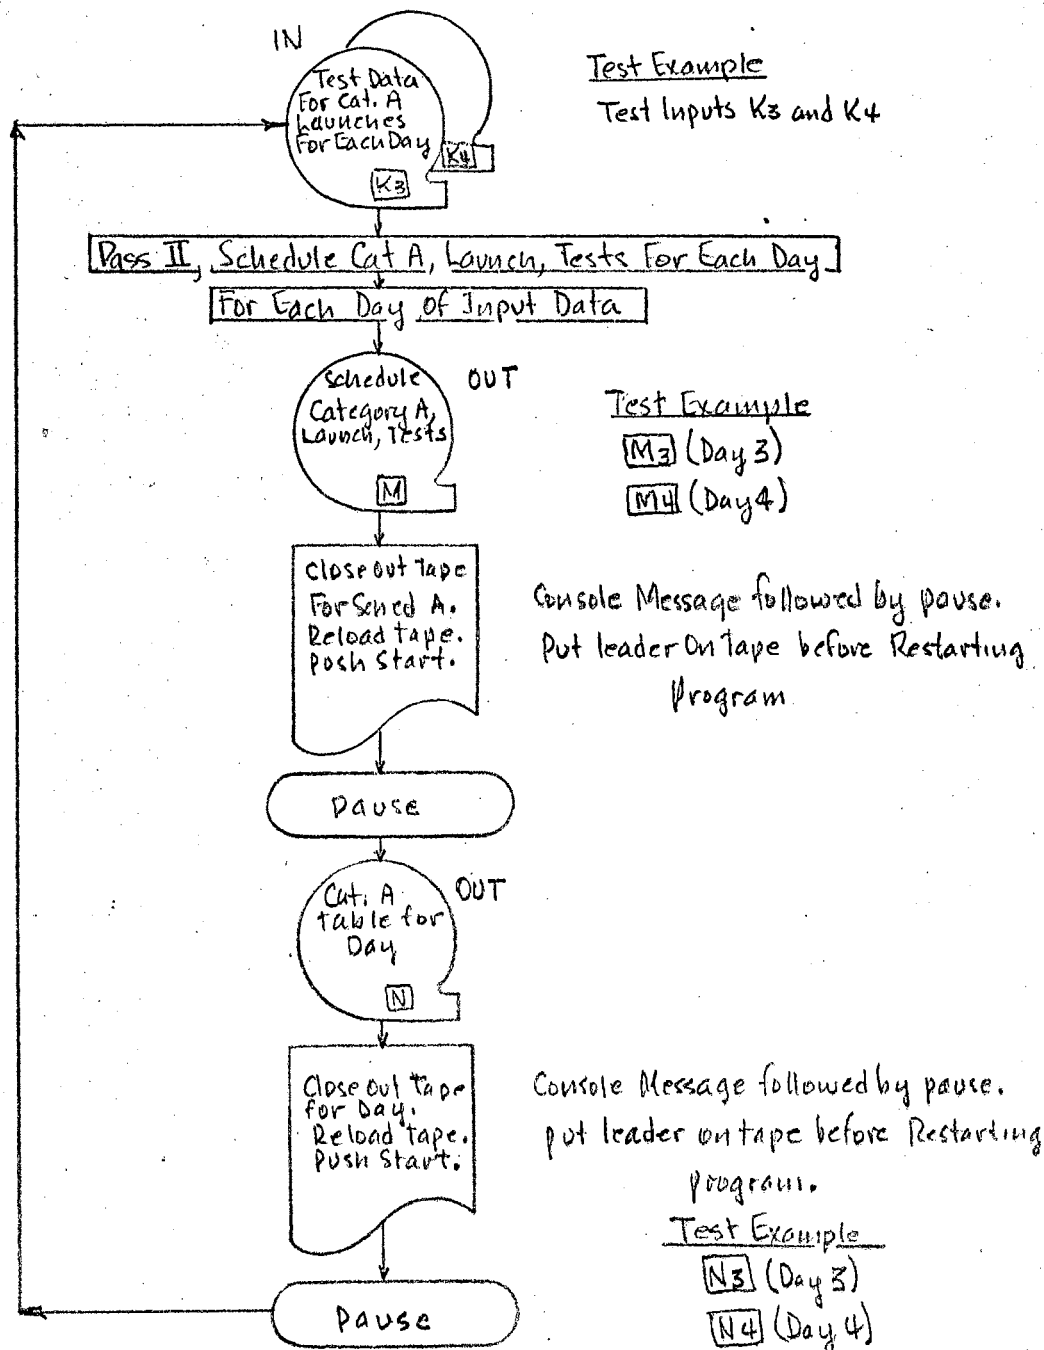 IN
Test Data
For Cat. A
Launches
For Each Day
K4
K3
Test Example
Test Inputs K3 and K4
Pass II, Schedule Cat A, Launch, Tests For Each Day
For Each Day of Input Data
Schedule
Category A,
Launch, Tests
M
OUT
Test Example
M3 (Day 3)
M4 (Day 4)
Close out Tape
For Sched A.
Reload tape.
Push Start.
Console Message followed by pause.
Put leader On Tape before Restarting
Program
Pause
Cat. A
table for
Day
N
OUT
Close out Tape
for Day.
Reload tape.
Push Start.
Console Message followed by pause.
put leader on tape before Restarting
program.
Test Example
N3 (Day 3)
N4 (Day 4)
Pause